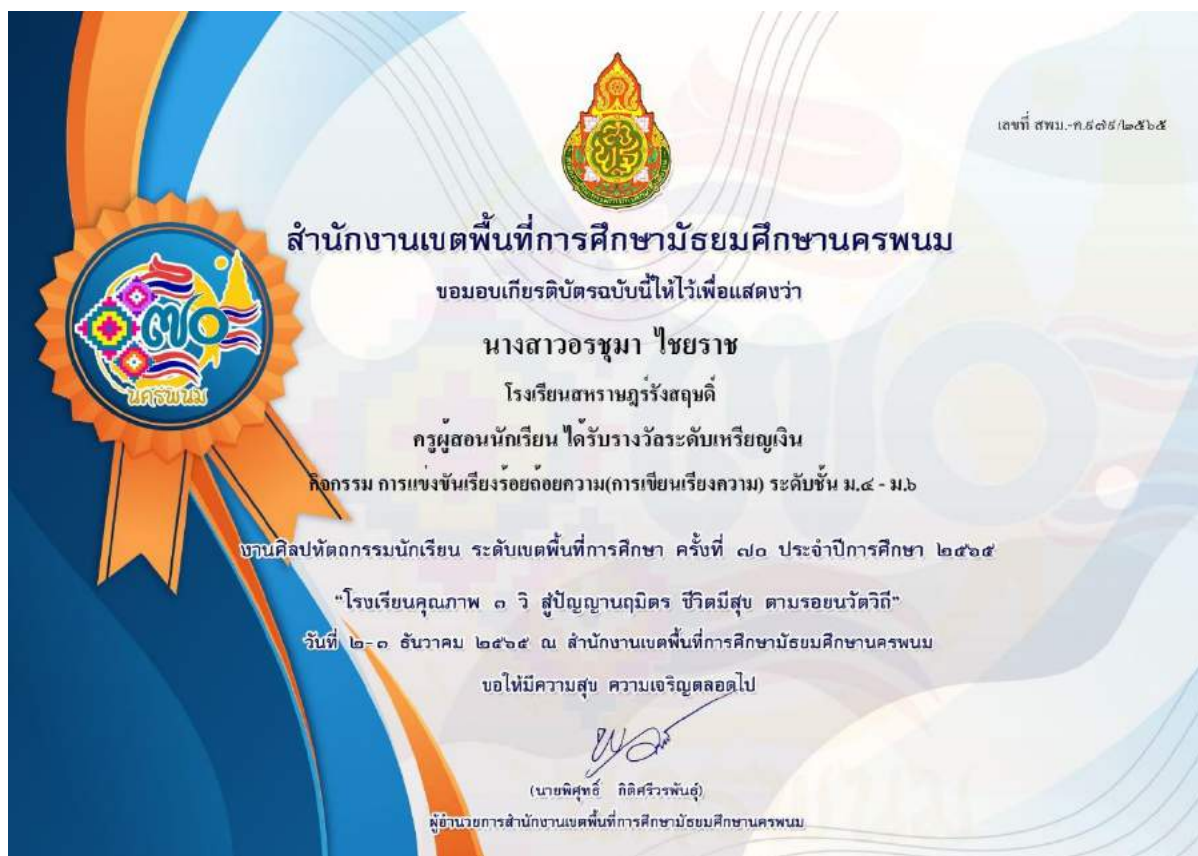 เลขที่ สพม.-ค.๕๗๕/๒๕๖๕
สำนักงานเขตพื้นที่การศึกษามัธยมศึกษานครพนม
ขอมอบเกียรติบัตรฉบับนี้ให้ไว้เพื่อแสดงว่า
นางสาวอรชุมา ไชยราช
โรงเรียนสหราษฎร์รังสฤษดิ์
ครูผู้สอนนักเรียน ได้รับรางวัลระดับเหรียญเงิน
กิจกรรม การแข่งขันเรียงร้อยถ้อยความ(การเขียนเรียงความ) ระดับชั้น ม.๔ - ม.๖
งานศิลปหัตถกรรมนักเรียน ระดับเขตพื้นที่การศึกษา ครั้งที่ ๗๐ ประจำปีการศึกษา ๒๕๖๕
“โรงเรียนคุณภาพ ๓ วิ สู่ปัญญานฤมิตร ชีวิตมีสุข ตามรอยนวัตวิถี”
วันที่ ๒-๓ ธันวาคม ๒๕๖๕ ณ สำนักงานเขตพื้นที่การศึกษามัธยมศึกษานครพนม
ขอให้มีความสุข ความเจริญตลอดไป
(นายพิศุทธิ์ กิติศรีวรพันธุ์)
ผู้อำนวยการสำนักงานเขตพื้นที่การศึกษามัธยมศึกษานครพนม
๗๐
นครพนม